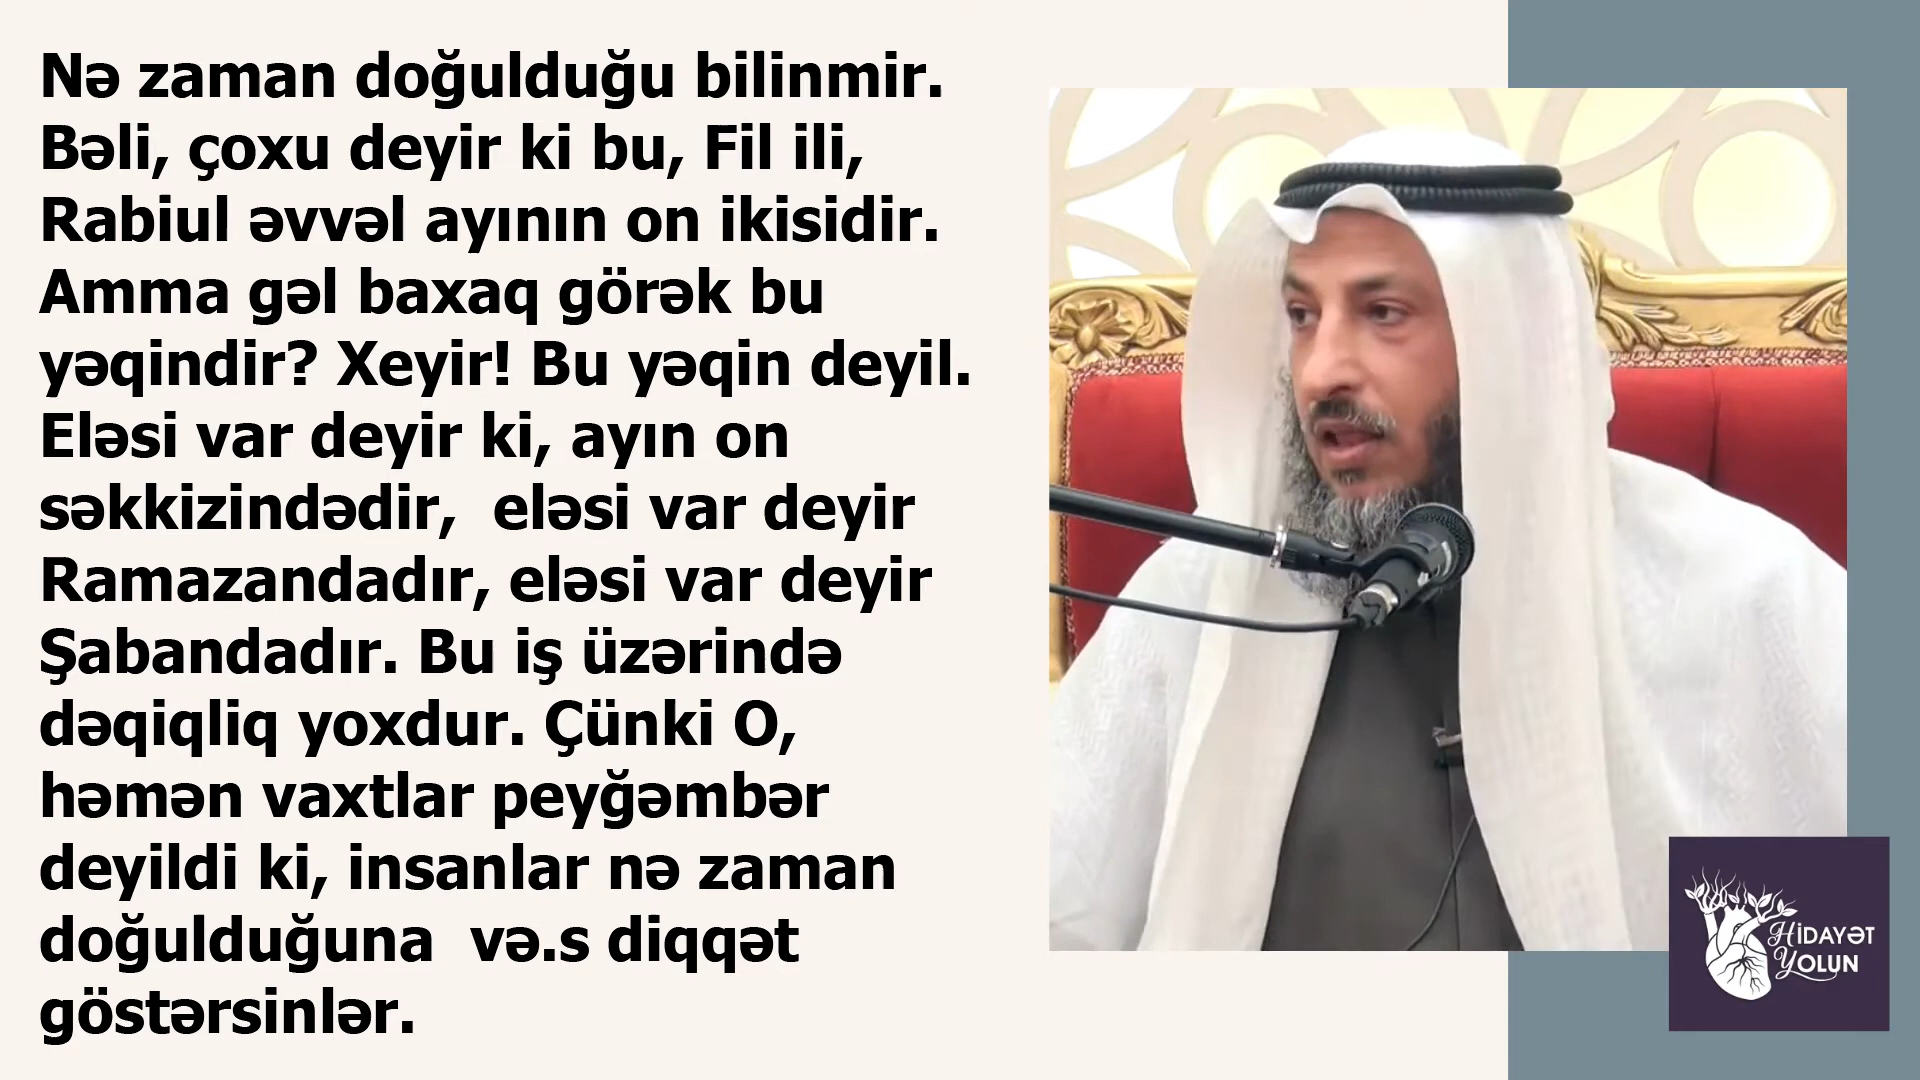 Nə zaman doğulduğu bilinmir.
Bəli, çoxu deyir ki bu, Fil ili,
Rabiul əvvəl ayının on ikisidir.
Amma gəl baxaq görək bu
yəqindir? Xeyir! Bu yəqin deyil.
Eləsi var deyir ki, ayın on
səkkizindədir,  eləsi var deyir
Ramazandadır, eləsi var deyir
Şabandadır. Bu iş üzərində
dəqiqliq yoxdur. Çünki O,
həmən vaxtlar peyğəmbər
deyildi ki, insanlar nə zaman
doğulduğuna  və.s diqqət
göstərsinlər.
HİDAYƏT
YOLUN